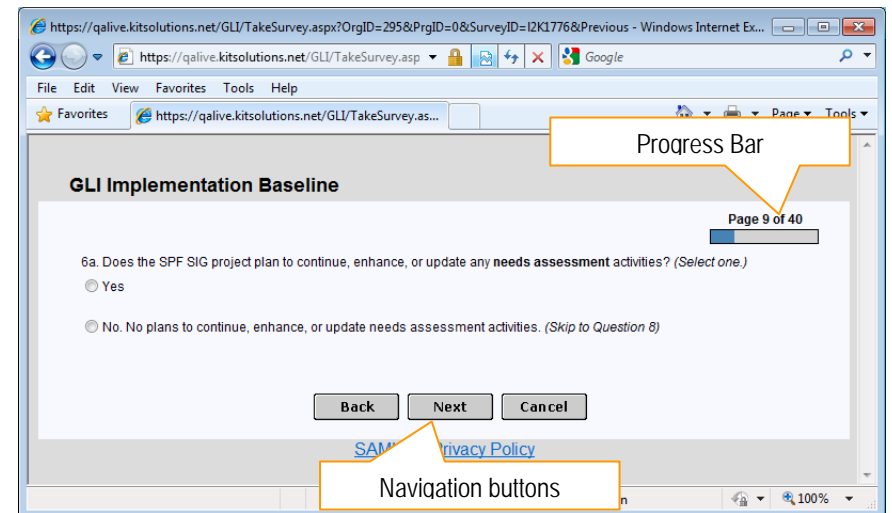 https://qalive.kitsolutions.net/GLI/TakeSurvey.aspx?OrgID=295&PrgID=0&SurveyID=I2K1776&Previous - Windows Internet Ex...
https://qalive.kitsolutions.net/GLI/TakeSurvey.asp Google
File Edit View Favorites Tools Help
Favorites https://qalive.kitsolutions.net/GLI/TakeSurvey.as... Page Tools
Progress Bar
GLI Implementation Baseline
Page 9 of 40
6a. Does the SPF SIG project plan to continue, enhance, or update any needs assessment activities? (Select one.)
Yes
No. No plans to continue, enhance, or update needs assessment activities. (Skip to Question 8)
Back Next Cancel
Privacy Policy
Navigation buttons
100%